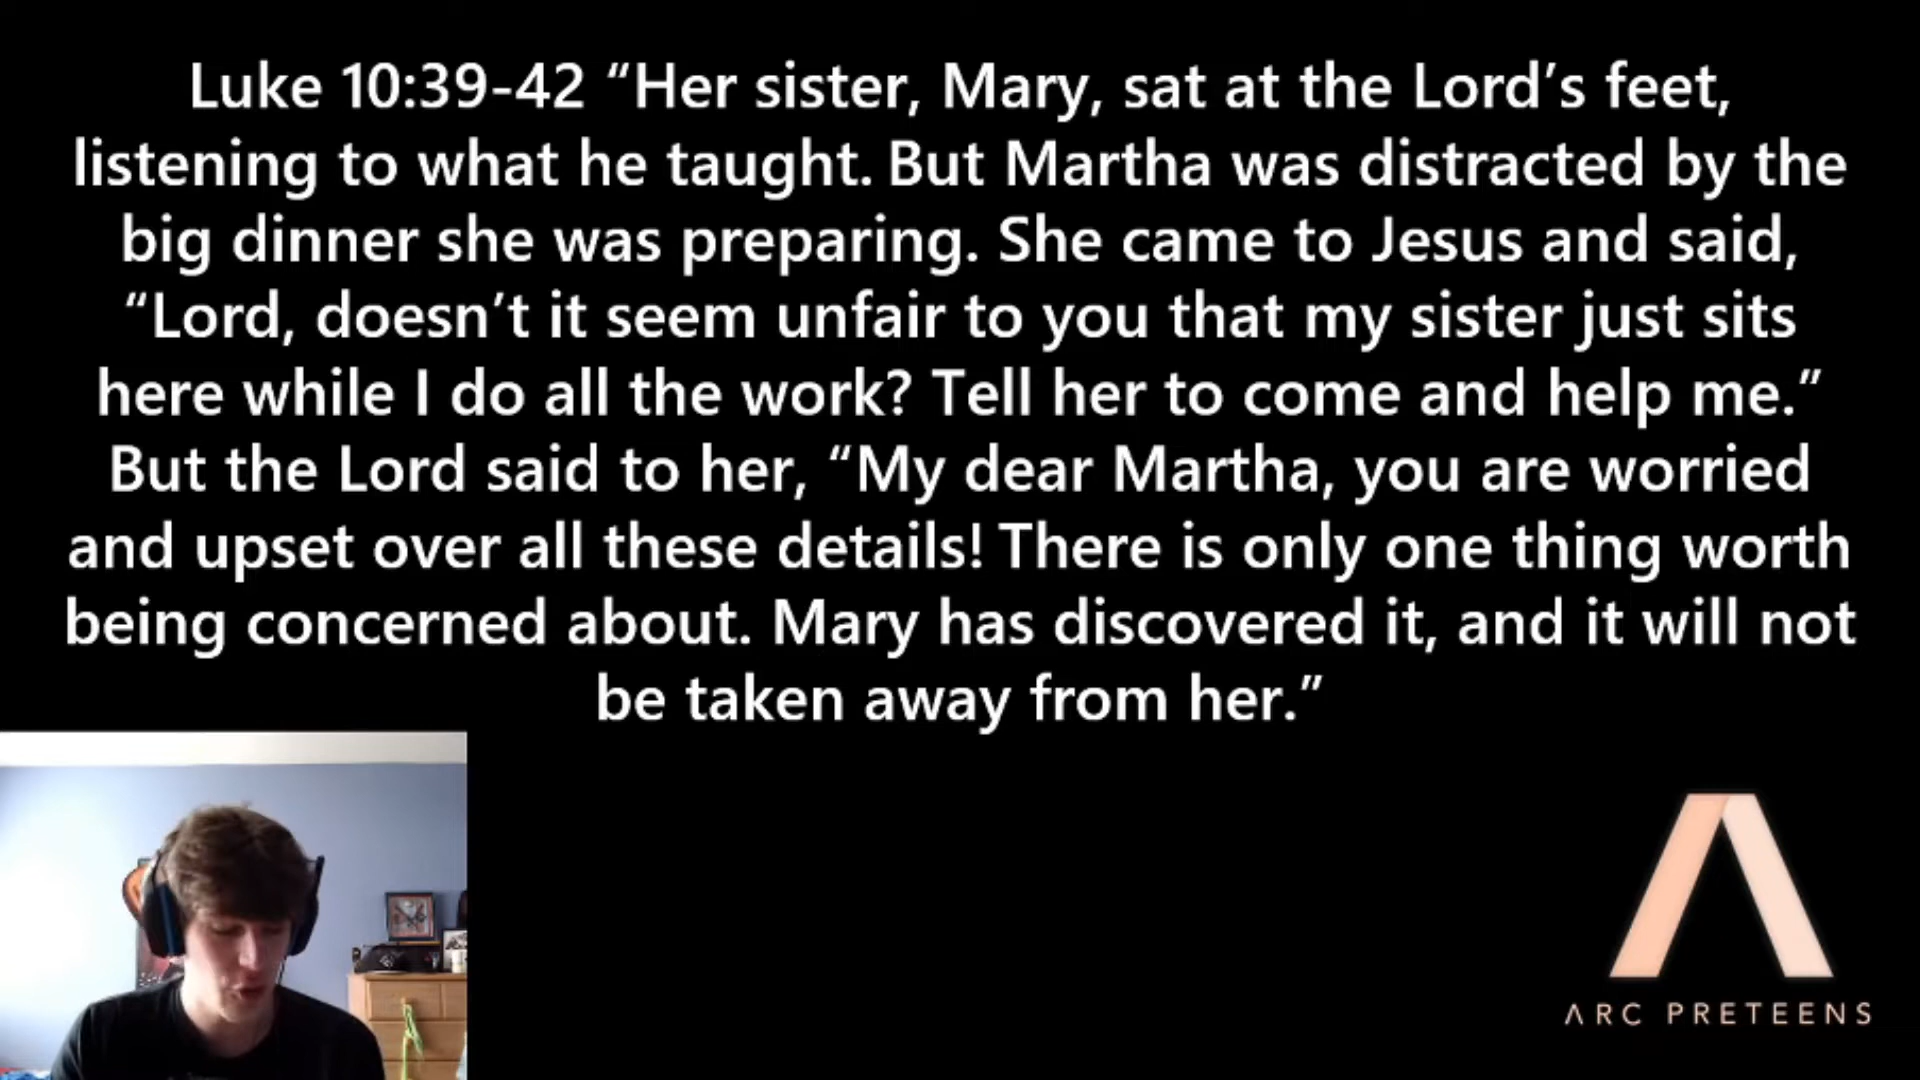 Luke 10:39-42 “Her sister, Mary, sat at the Lord’s feet,
listening to what he taught. But Martha was distracted by the
big dinner she was preparing. She came to Jesus and said,
“Lord, doesn’t it seem unfair to you that my sister just sits
here while I do all the work? Tell her to come and help me.”
But the Lord said to her, “My dear Martha, you are worried
and upset over all these details! There is only one thing worth
being concerned about. Mary has discovered it, and it will not
be taken away from her.”
ARC PRETEENS